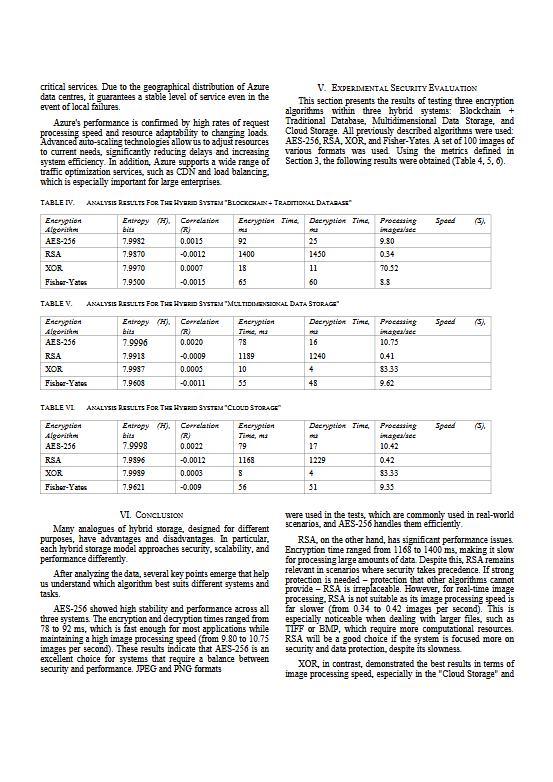 critical services. Due to the geographical distribution of Azure
data centres, it guarantees a stable level of service even in the
event of local failures.
Azure's performance is confirmed by high rates of request
processing speed and resource adaptability to changing loads.
Advanced auto-scaling technologies allow us to adjust resources
to current needs, significantly reducing delays and increasing
system efficiency. In addition, Azure supports a wide range of
traffic optimization services, such as CDN and load balancing,
which is especially important for large enterprises.
V. EXPERIMENTAL SECURITY EVALUATION
This section presents the results of testing three encryption
algorithms within three hybrid systems: Blockchain +
Traditional Database, Multidimensional Data Storage, and
Cloud Storage. All previously described algorithms were used:
AES-256, RSA, XOR, and Fisher-Yates. A set of 100 images of
various formats was used. Using the metrics defined in
Section 3, the following results were obtained (Table 4, 5, 6).
TABLE IV. ANALYSIS RESULTS FOR THE HYBRID SYSTEM "BLOCKCHAIN + TRADITIONAL DATABASE"
Encryption Algorithm Entropy (H), bits Correlation (R) Encryption Time, ms Decryption Time, ms Processing Speed (S), images/sec
AES-256 7.9982 0.0015 92 25 9.80
RSA 7.9870 -0.0012 1400 1450 0.34
XOR 7.9970 0.0007 18 11 70.52
Fisher-Yates 7.9500 -0.0015 65 60 8.8
TABLE V. ANALYSIS RESULTS FOR THE HYBRID SYSTEM "MULTIDIMENSIONAL DATA STORAGE"
Encryption Algorithm Entropy (H), bits Correlation (R) Encryption Time, ms Decryption Time, ms Processing Speed (S), images/sec
AES-256 7.9996 0.0020 78 16 10.75
RSA 7.9918 -0.0009 1189 1240 0.41
XOR 7.9987 0.0005 10 4 83.33
Fisher-Yates 7.9608 -0.0011 55 48 9.62
TABLE VI. ANALYSIS RESULTS FOR THE HYBRID SYSTEM "CLOUD STORAGE"
Encryption Algorithm Entropy (H), bits Correlation (R) Encryption Time, ms Decryption Time, ms Processing Speed (S), images/sec
AES-256 7.9998 0.0022 79 17 10.42
RSA 7.9896 -0.0012 1168 1229 0.42
XOR 7.9989 0.0003 8 4 83.33
Fisher-Yates 7.9621 -0.009 56 51 9.35
VI. CONCLUSION
Many analogues of hybrid storage, designed for different
purposes, have advantages and disadvantages. In particular,
each hybrid storage model approaches security, scalability, and
performance differently.
After analyzing the data, several key points emerge that help
us understand which algorithm best suits different systems and
tasks.
AES-256 showed high stability and performance across all
three systems. The encryption and decryption times ranged from
78 to 92 ms, which is fast enough for most applications while
maintaining a high image processing speed (from 9.80 to 10.75
images per second). These results indicate that AES-256 is an
excellent choice for systems that require a balance between
security and performance. JPEG and PNG formats
were used in the tests, which are commonly used in real-world
scenarios, and AES-256 handles them efficiently.
RSA, on the other hand, has significant performance issues.
Encryption time ranged from 1168 to 1400 ms, making it slow
for processing large amounts of data. Despite this, RSA remains
relevant in scenarios where security takes precedence. If strong
protection is needed – protection that other algorithms cannot
provide – RSA is irreplaceable. However, for real-time image
processing, RSA is not suitable as its image processing speed is
far slower (from 0.34 to 0.42 images per second). This is
especially noticeable when dealing with larger files, such as
TIFF or BMP, which require more computational resources.
RSA will be a good choice if the system is focused more on
security and data protection, despite its slowness.
XOR, in contrast, demonstrated the best results in terms of
image processing speed, especially in the "Cloud Storage" and